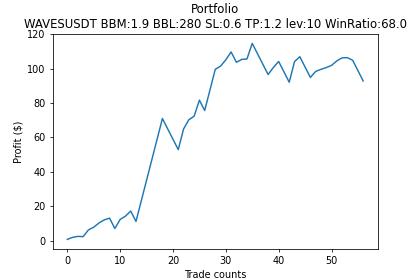 Portfolio
WAVESUSDT BBM:1.9 BBL:280 SL:0.6 TP:1.2 lev:10 WinRatio:68.0
120
100
80
60
40
20
0
Profit ($)
0 10 20 30 40 50
Trade counts